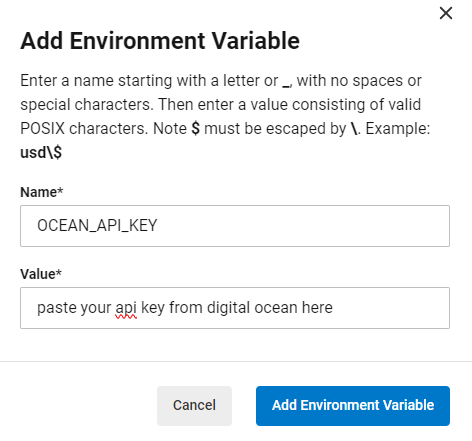 Add Environment Variable
Enter a name starting with a letter or _, with no spaces or
special characters. Then enter a value consisting of valid
POSIX characters. Note $ must be escaped by \. Example:
usd\$
Name*
OCEAN_API_KEY
Value*
paste your api key from digital ocean here
Cancel
Add Environment Variable